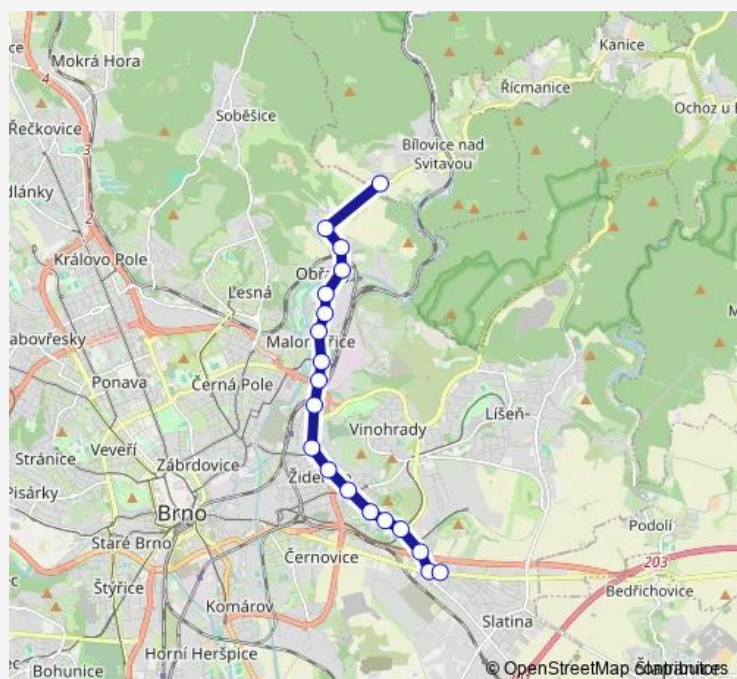 Mokrá Hora
Kanice
Řícmanice
Soběšice
Ochoz u
Řečkovice
Bílovice nad
Svitavou
4
3
2
Královo Pole
Lesná
Ponava
Černá Pole
Vinohrady
Líšeň
Veveří
Stránice
Zábrdovice
Pisárky
Brno
Podolí
Staré Brno
Černovice
203
Štýřice
Bedřichovice
Komárov
Slatina
Horní Heršpice
Bohunice
© OpenStreetMap contributors